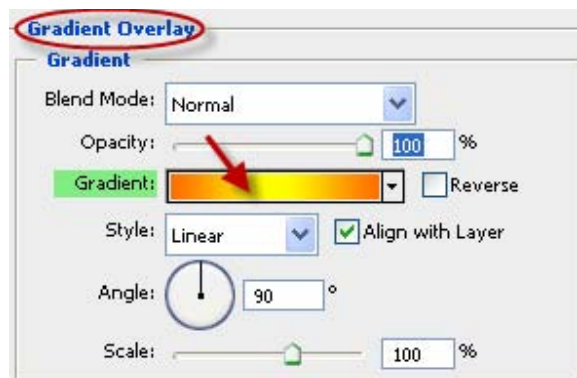 Gradient Overlay
Gradient
Blend Mode: Normal
Opacity: 100 %
Gradient: Reverse
Style: Linear Align with Layer
Angle: 90 °
Scale: 100 %